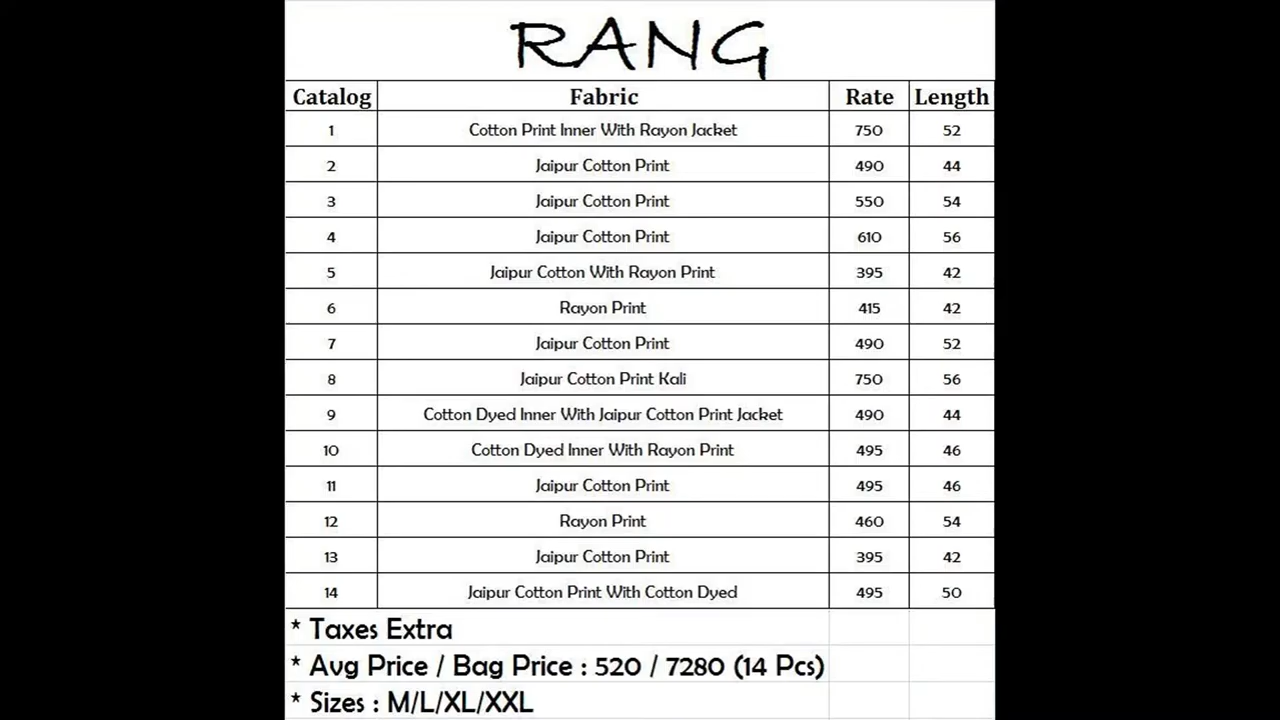 RANG
Catalog Fabric Rate Length
1 Cotton Print Inner With Rayon Jacket 750 52
2 Jaipur Cotton Print 490 44
3 Jaipur Cotton Print 550 54
4 Jaipur Cotton Print 610 56
5 Jaipur Cotton With Rayon Print 395 42
6 Rayon Print 415 42
7 Jaipur Cotton Print 490 52
8 Jaipur Cotton Print Kali 750 56
9 Cotton Dyed Inner With Jaipur Cotton Print Jacket 490 44
10 Cotton Dyed Inner With Rayon Print 495 46
11 Jaipur Cotton Print 495 46
12 Rayon Print 460 54
13 Jaipur Cotton Print 395 42
14 Jaipur Cotton Print With Cotton Dyed 495 50
* Taxes Extra
* Avg Price / Bag Price : 520 / 7280 (14 Pcs)
* Sizes : M/L/XL/XXL